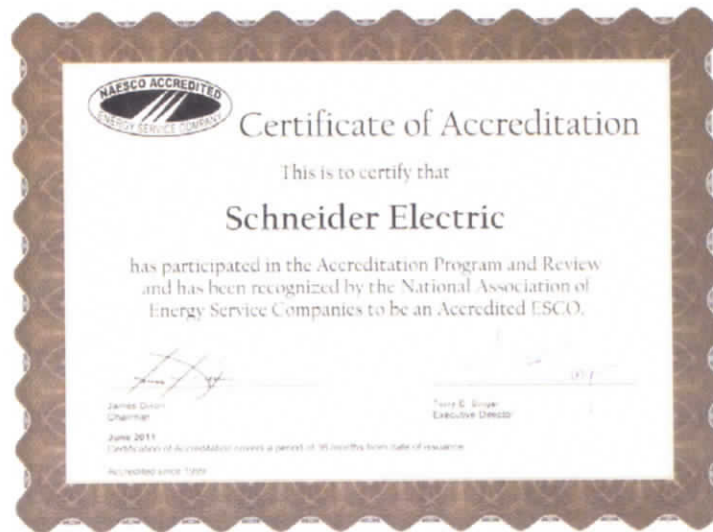 NAESCO ACCREDITED
ENERGY SERVICE COMPANY
Certificate of Accreditation
This is to certify that
Schneider Electric
has participated in the Accreditation Program and Review
and has been recognized by the National Association of
Energy Service Companies to be an Accredited ESCO.
James
Chairman
Terry E. Singer
Executive Director
June 2011
Certification of Accreditation covers a period of 36 months from date of issuance
Accredited since